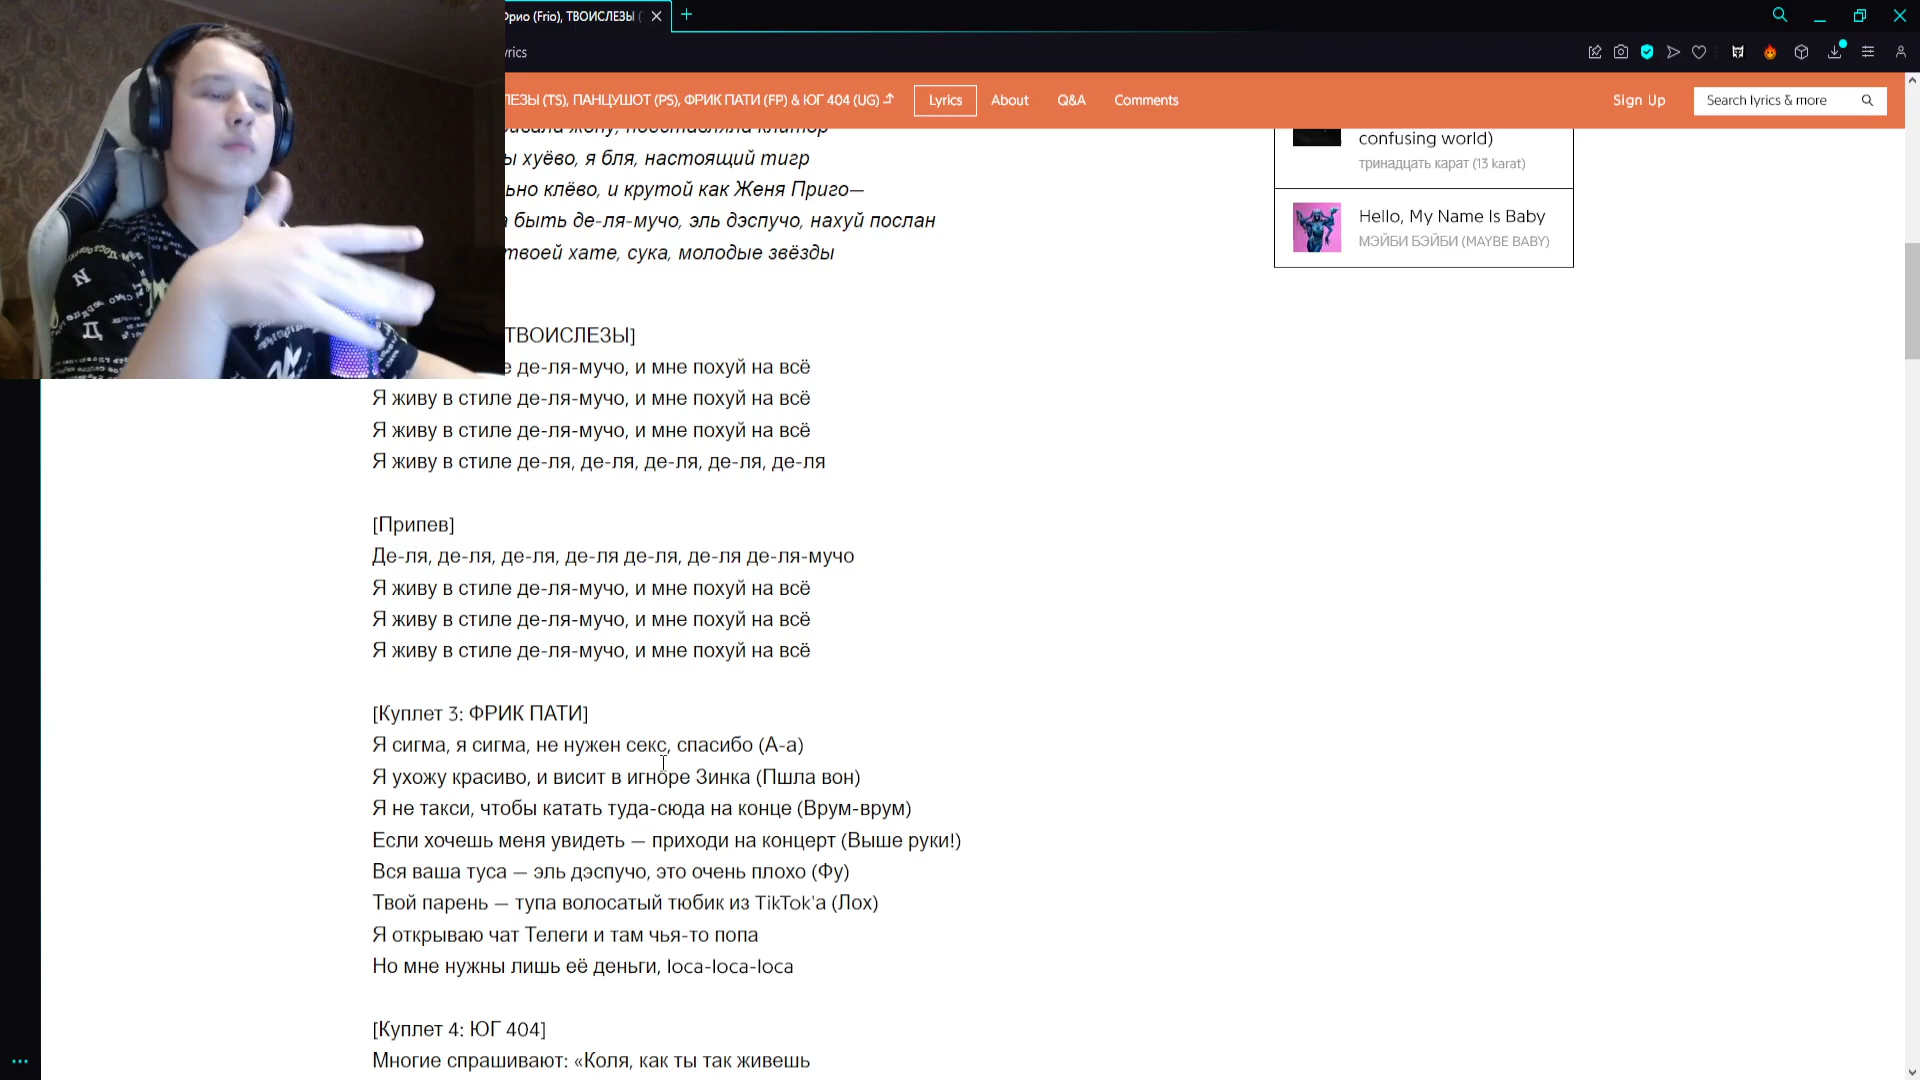 Фрио (Frio), ТВОИСЛЕЗЫ (
rics
ЛЕЗЫ (TS), ПАНЦУШОТ (PS), ФРИК ПАТИ (FP) & ЮГ 404 (UG)
Lyrics
About
Q&A
Comments
Sign Up
Search lyrics & more
ы хуёво, я бля, настоящий тигр
ьно клёво, и крутой как Женя Приго—
быть де-ля-мучо, эль дэспучо, нахуй послан
твоей хате, сука, молодые звёзды
confusing world)
тринадцать карат (13 karat)
Hello, My Name Is Baby
МЭЙБИ БЭЙБИ (MAYBE BABY)
ТВОИСЛЕЗЫ]
е де-ля-мучо, и мне похуй на всё
Я живу в стиле де-ля-мучо, и мне похуй на всё
Я живу в стиле де-ля-мучо, и мне похуй на всё
Я живу в стиле де-ля, де-ля, де-ля, де-ля, де-ля
[Припев]
Де-ля, де-ля, де-ля, де-ля де-ля, де-ля де-ля-мучо
Я живу в стиле де-ля-мучо, и мне похуй на всё
Я живу в стиле де-ля-мучо, и мне похуй на всё
Я живу в стиле де-ля-мучо, и мне похуй на всё
[Куплет 3: ФРИК ПАТИ]
Я сигма, я сигма, не нужен секс, спасибо (А-а)
Я ухожу красиво, и висит в игноре Зинка (Пшла вон)
Я не такси, чтобы катать туда-сюда на конце (Врум-врум)
Если хочешь меня увидеть — приходи на концерт (Выше руки!)
Вся ваша туса — эль дэспучо, это очень плохо (Фу)
Твой парень — тупа волосатый тюбик из TikTok'а (Лох)
Я открываю чат Телеги и там чья-то попа
Но мне нужны лишь её деньги, loca-loca-loca
[Куплет 4: ЮГ 404]
Многие спрашивают: «Коля, как ты так живешь